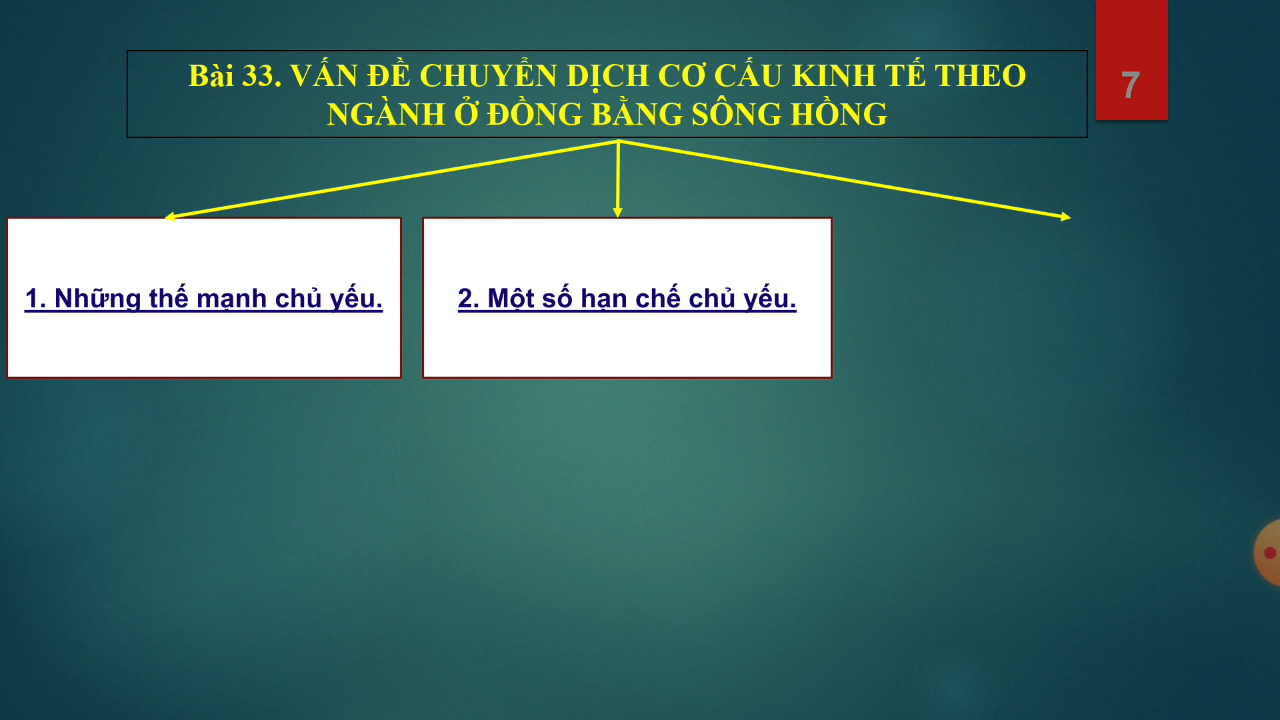 Bài 33. VẤN ĐỀ CHUYỂN DỊCH CƠ CẤU KINH TẾ THEO
NGÀNH Ở ĐỒNG BẰNG SÔNG HỒNG
7
1. Những thế mạnh chủ yếu.
2. Một số hạn chế chủ yếu.